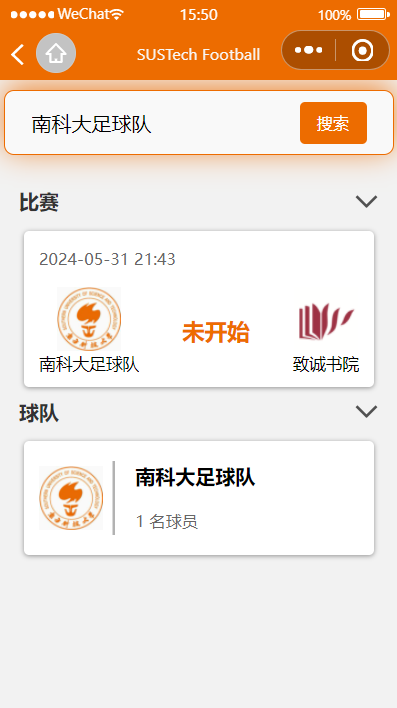 WeChat 15:50 100%
SUSTech Football
南科大足球队 搜索
比赛
2024-05-31 21:43
未开始
南科大足球队 致诚书院
球队
南科大足球队
1 名球员